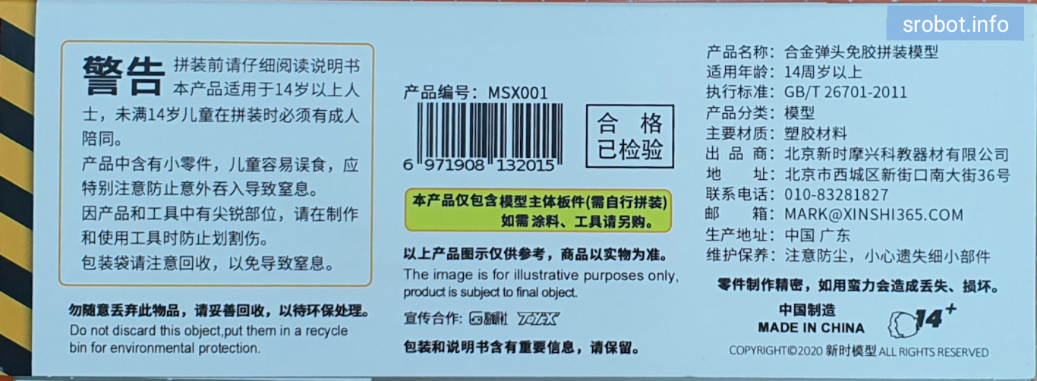 srobot.info
警告 拼装前请仔细阅读说明书
本产品适用于14岁以上人
士，未满14岁儿童在拼装时必须有成人
陪同。
产品中含有小零件，儿童容易误食，应
特别注意防止意外吞入导致窒息。
因产品和工具中有尖锐部位，请在制作
和使用工具时防止划割伤。
包装袋请注意回收，以免导致窒息。
勿随意丢弃此物品，请妥善回收，以待环保处理。
Do not discard this object,put them in a recycle
bin for environmental protection.
产品编号：MSX001
6 971908 132015
合格
已检验
本产品仅包含模型主体板件(需自行拼装)
如需 涂料、工具请另购。
以上产品图示仅供参考，商品以实物为准。
The image is for illustrative purposes only,
product is subject to final object.
宣传合作:
包装和说明书含有重要信息，请保留。
产品名称：合金弹头免胶拼装模型
适用年龄：14周岁以上
执行标准：GB/T 26701-2011
产品分类：模型
主要材质：塑胶材料
出 品 商：北京新时摩兴科教器材有限公司
地 址：北京市西城区新街口南大街36号
联系电话：010-83281827
邮 箱：MARK@XINSHI365.COM
生产地址：中国 广东
维护保养：注意防尘，小心遗失细小部件
零件制作精密，如用蛮力会造成丢失、损坏。
中国制造
MADE IN CHINA
14+
COPYRIGHT©2020 新时模型 ALL RIGHTS RESERVED